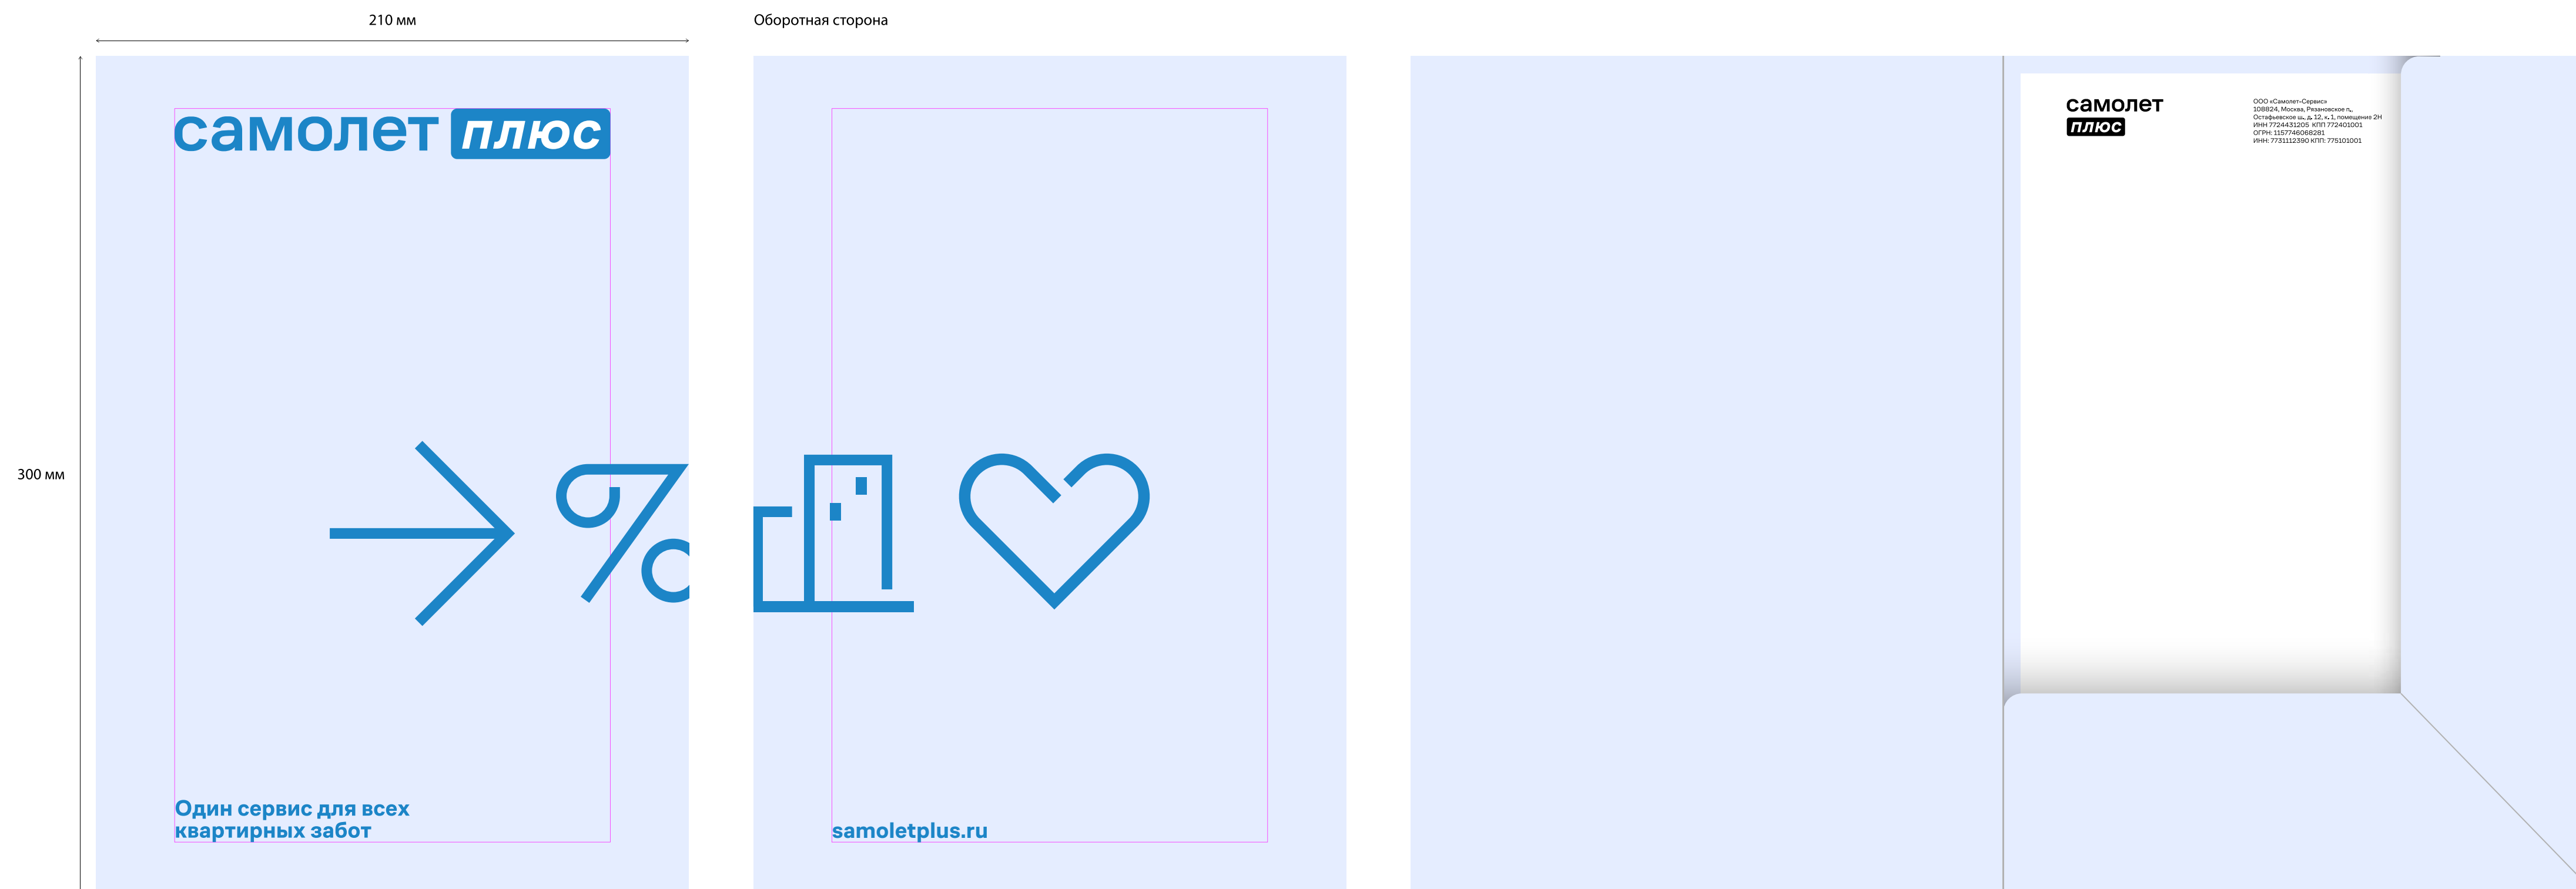 210 мм
Оборотная сторона
300 мм
самолет плюс
Один сервис для всех
квартирных забот
samoletplus.ru
самолет
плюс
ООО «Самолет-Сервис»
108824, Москва, Рязановское п.,
Остафьевское ш., д. 12, к. 1, помещение 2Н
ИНН 7724431205 КПП 772401001
ОГРН: 1157746068281
ИНН: 7731112390 КПП: 775101001